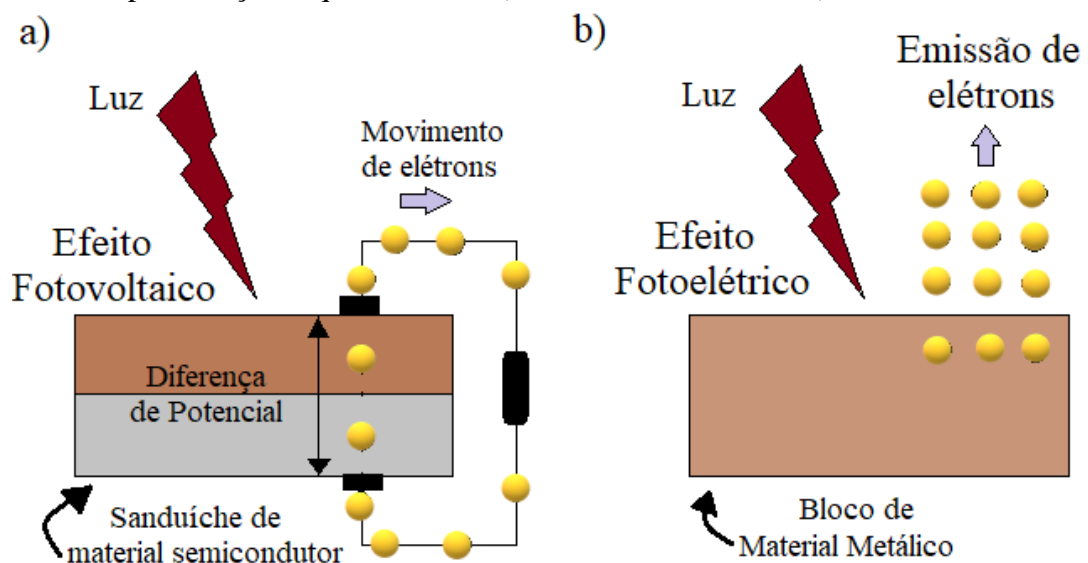 a)
Luz
Movimento
de elétrons
Efeito
Fotovoltaico
Diferença
de Potencial
Sanduíche de
material semicondutor
b)
Emissão de
elétrons
Luz
Efeito
Fotoelétrico
Bloco de
Material Metálico